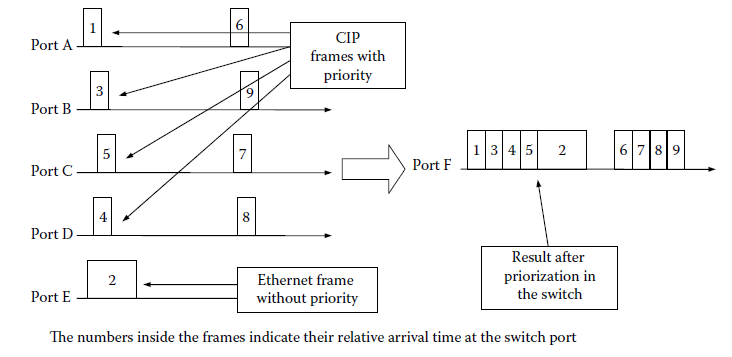 1
6
Port A
CIP
frames with
priority
3
9
Port B
5
7
Port C
4
8
Port D
2
Port E
Ethernet frame
without priority
Port F
1 3 4 5 2 6 7 8 9
Result after
priorization in
the switch
The numbers inside the frames indicate their relative arrival time at the switch port